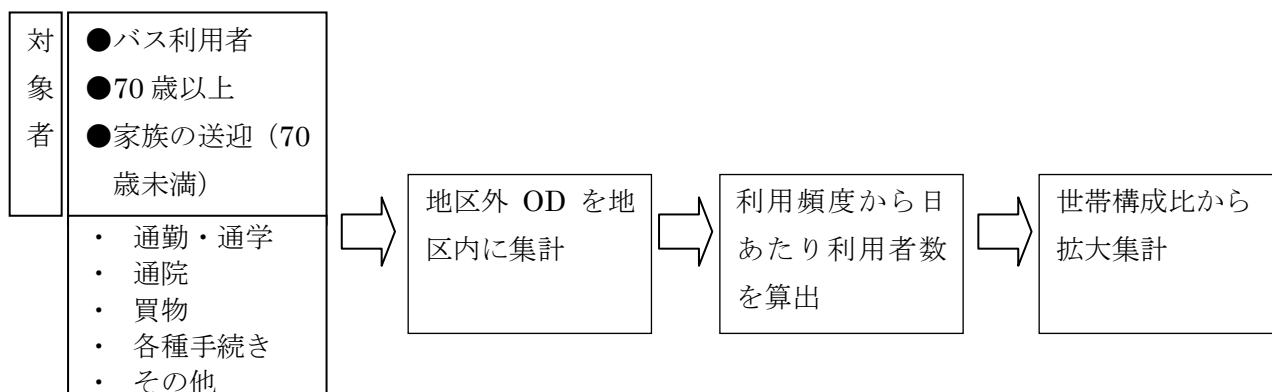 対象者
●バス利用者
●70 歳以上
●家族の送迎（70
歳未満）
・ 通勤・通学
・ 通院
・ 買物
・ 各種手続き
・ その他
地区外 OD を地
区内に集計
利用頻度から日
あたり利用者数
を算出
世帯構成比から
拡大集計